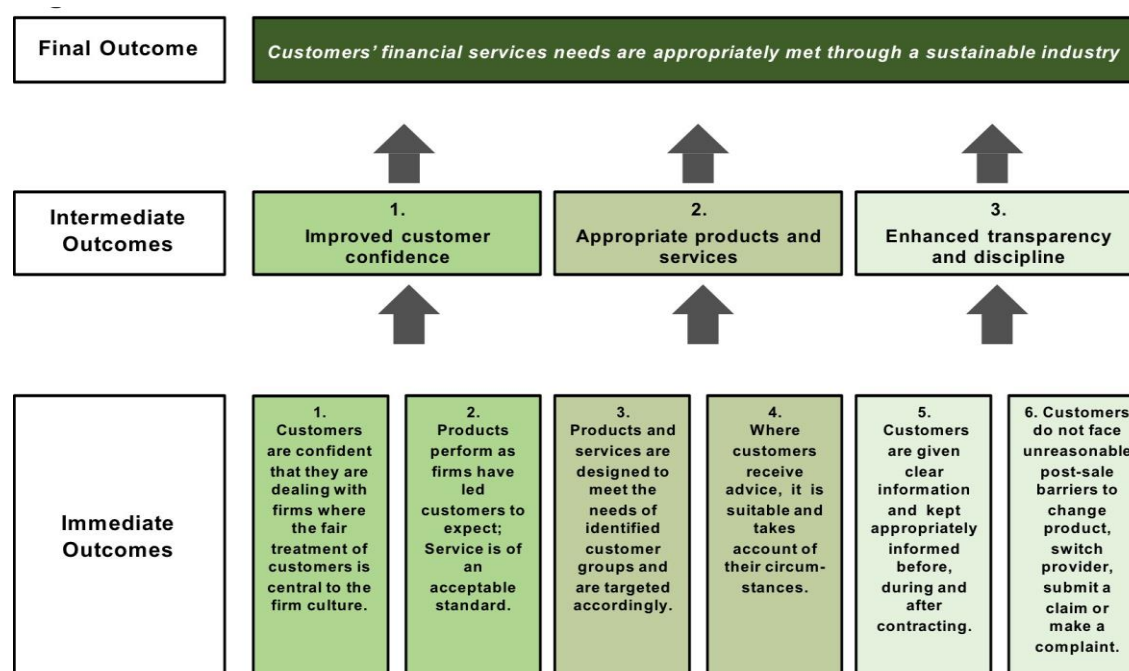 Final Outcome
Customers’ financial services needs are appropriately met through a sustainable industry
Intermediate
Outcomes
1.
Improved customer
confidence
2.
Appropriate products and
services
3.
Enhanced transparency
and discipline
Immediate
Outcomes
1.
Customers
are confident
that they are
dealing with
firms where
the fair
treatment of
customers is
central to the
firm culture.
2.
Products
perform as
firms have
led
customers to
expect;
Service is of
an
acceptable
standard.
3.
Products and
services are
designed to
meet the
needs of
identified
customer
groups and
are targeted
accordingly.
4.
Where
customers
receive
advice, it is
suitable and
takes
account of
their circum-
stances.
5.
Customers
are given
clear
information
and kept
appropriately
informed
before,
during and
after
contracting.
6. Customers
do not face
unreasonable
post-sale
barriers to
change
product,
switch
provider,
submit a
claim or
make a
complaint.